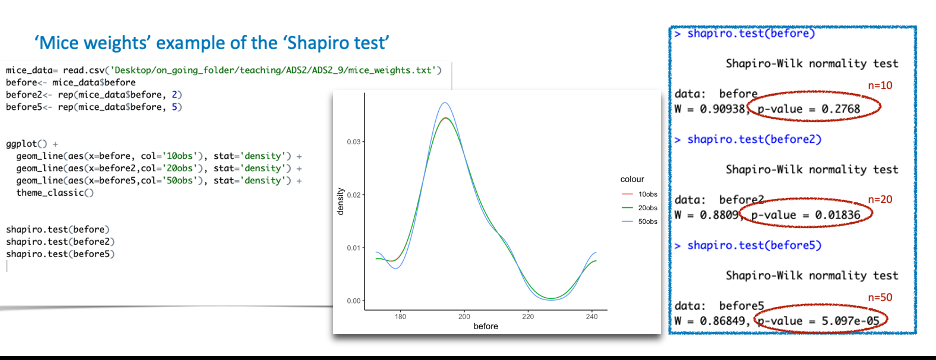 ‘Mice weights’ example of the ‘Shapiro test’
mice_data= read.csv('Desktop/on_going_folder/teaching/ADS2/ADS2_9/mice_weights.txt')
before<- mice_data$before
before2<- rep(mice_data$before, 2)
before5<- rep(mice_data$before, 5)
ggplot() +
geom_line(aes(x=before, col='10obs'), stat='density') +
geom_line(aes(x=before2,col='20obs'), stat='density') +
geom_line(aes(x=before5,col='50obs'), stat='density') +
theme_classic()
shapiro.test(before)
shapiro.test(before2)
shapiro.test(before5)
density
0.03
0.02
0.01
0.00
180
200
220
240
before
colour
10obs
20obs
50obs
> shapiro.test(before)
Shapiro-Wilk normality test
n=10
data: before
W = 0.90938, p-value = 0.2768
> shapiro.test(before2)
Shapiro-Wilk normality test
n=20
data: before2
W = 0.8809, p-value = 0.01836
> shapiro.test(before5)
Shapiro-Wilk normality test
n=50
data: before5
W = 0.86849, p-value = 5.097e-05